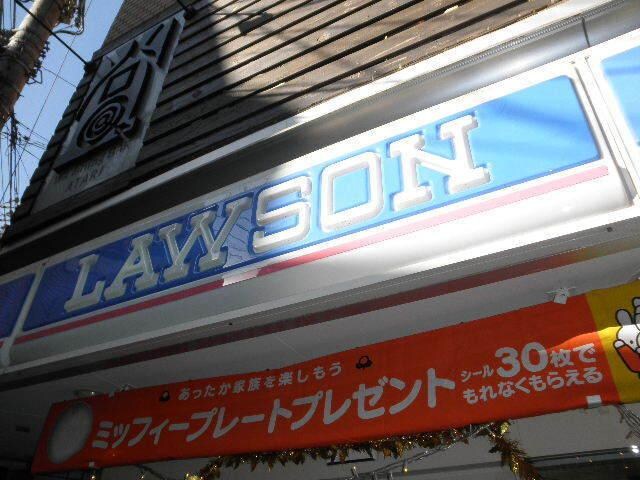 ATARI
LAWSON
あったか家族を楽しもう
ミッフィープレートプレゼント
シール30枚で
もれなくもらえる